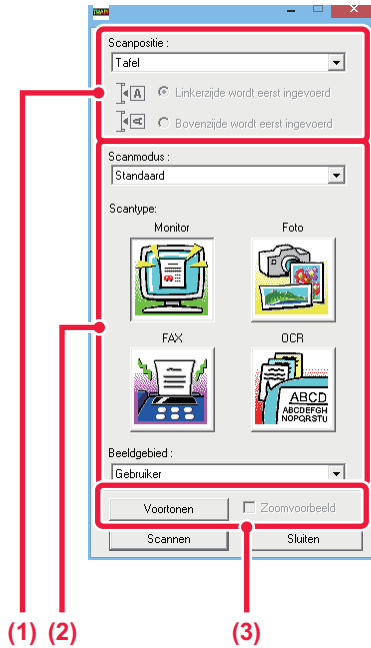 Scanpositie :
Tafel
A Linkerzijde wordt eerst ingevoerd
A Bovenzijde wordt eerst ingevoerd
Scanmodus :
Standaard
Scantype:
Monitor Foto
FAX OCR
ABCD
ABCDEFGH
NOPQRSTU
Beeldgebied :
Gebruiker
Voortonen Zoomvoorbeeld
Scannen Sluiten
(1) (2) (3)